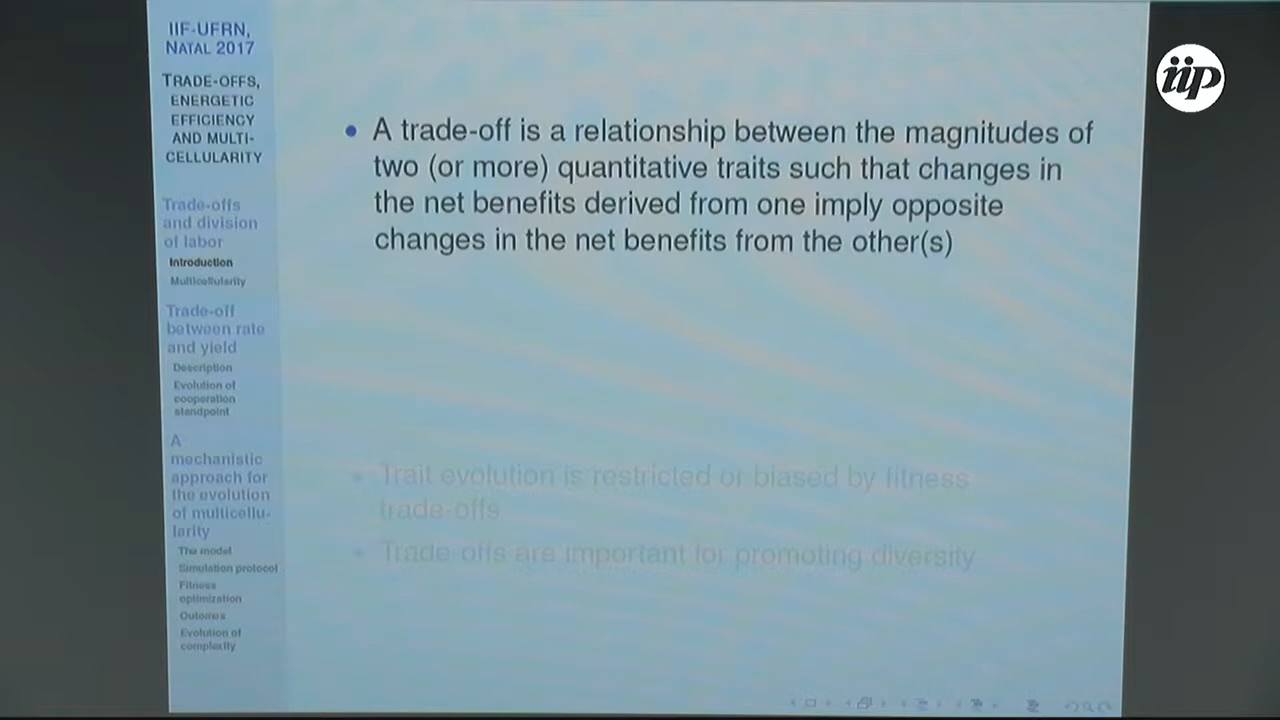 IIF-UFRN,
NATAL 2017
TRADE-OFFS,
ENERGETIC
EFFICIENCY
AND MULTI-
CELLULARITY
Trade-offs
and division
of labor
Introduction
Multicellularity
Trade-off
between rate
and yield
Description
Evolution of
cooperation
standpoint
A
mechanistic
approach for
the evolution
of multicellu-
larity
The model
Simulation protocol
Fitness
optimization
Outomes
Evolution of
complexity
• A trade-off is a relationship between the magnitudes of
two (or more) quantitative traits such that changes in
the net benefits derived from one imply opposite
changes in the net benefits from the other(s)
• Trait evolution is restricted or biased by fitness
trade-offs
• Trade-offs are important for promoting diversity
iip